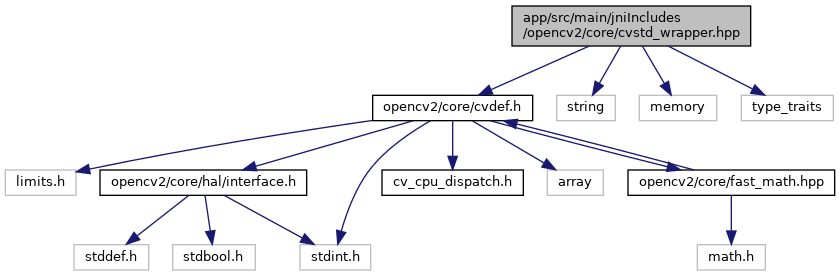 app/src/main/jniIncludes
/opencv2/core/cvstd_wrapper.hpp
opencv2/core/cvdef.h
string
memory
type_traits
limits.h
opencv2/core/hal/interface.h
cv_cpu_dispatch.h
array
opencv2/core/fast_math.hpp
stddef.h
stdbool.h
stdint.h
math.h